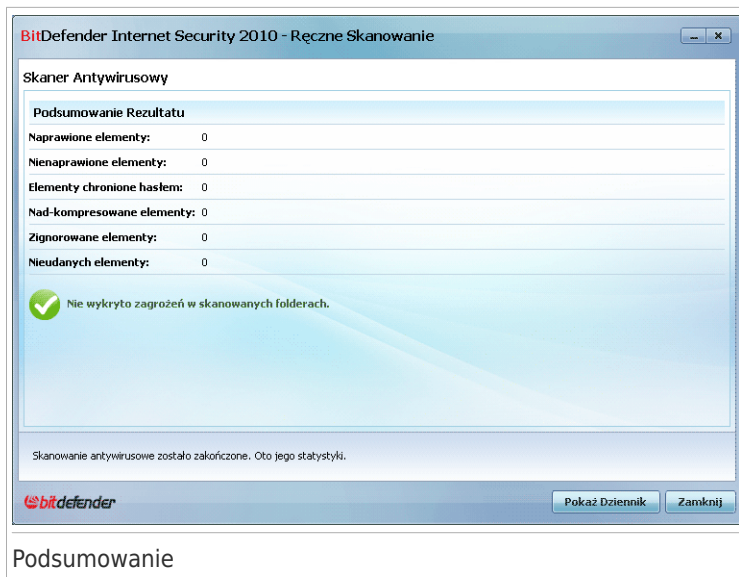 BitDefender Internet Security 2010 - Ręczne Skanowanie
Skaner Antywirusowy
Podsumowanie Rezultatu
Naprawione elementy: 0
Nienaprawione elementy: 0
Elementy chronione hasłem: 0
Nad-kompresowane elementy: 0
Zignorowane elementy: 0
Nieudanych elementy: 0
Nie wykryto zagrożeń w skanowanych folderach.
Skanowanie antywirusowe zostało zakończone. Oto jego statystyki.
bitdefender
Pokaż Dziennik Zamknij
Podsumowanie